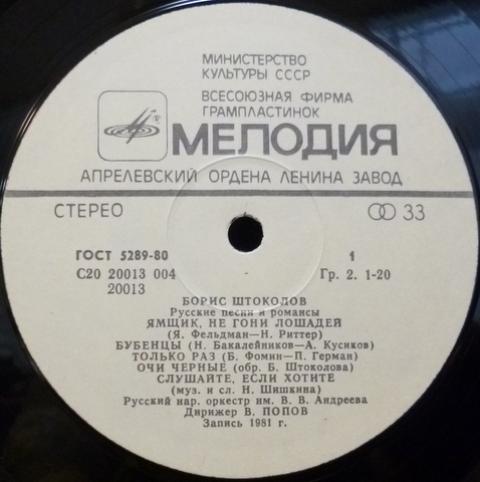 МИНИСТЕРСТВО
КУЛЬТУРЫ СССР
ВСЕСОЮЗНАЯ ФИРМА
ГРАМПЛАСТИНОК
МЕЛОДИЯ
АПРЕЛЕВСКИЙ ОРДЕНА ЛЕНИНА ЗАВОД
СТЕРЕО 33
ГОСТ 5289-80 1
С20 20013 004 Гр. 2. 1-20
20013
БОРИС ШТОКОЛОВ
Русские песни и романсы
ЯМЩИК, НЕ ГОНИ ЛОШАДЕЙ
(Я. Фельдман—Н. Риттер)
БУБЕНЦЫ (Н. Бакалейников—А. Кусиков)
ТОЛЬКО РАЗ (Б. Фомин—П. Герман)
ОЧИ ЧЕРНЫЕ (обр. Б. Штоколова)
СЛУШАЙТЕ, ЕСЛИ ХОТИТЕ
(муз. и сл. Н. Шишкина)
Русский нар. оркестр им. В. В. Андреева
Дирижер В. ПОПОВ
Запись 1981 г.